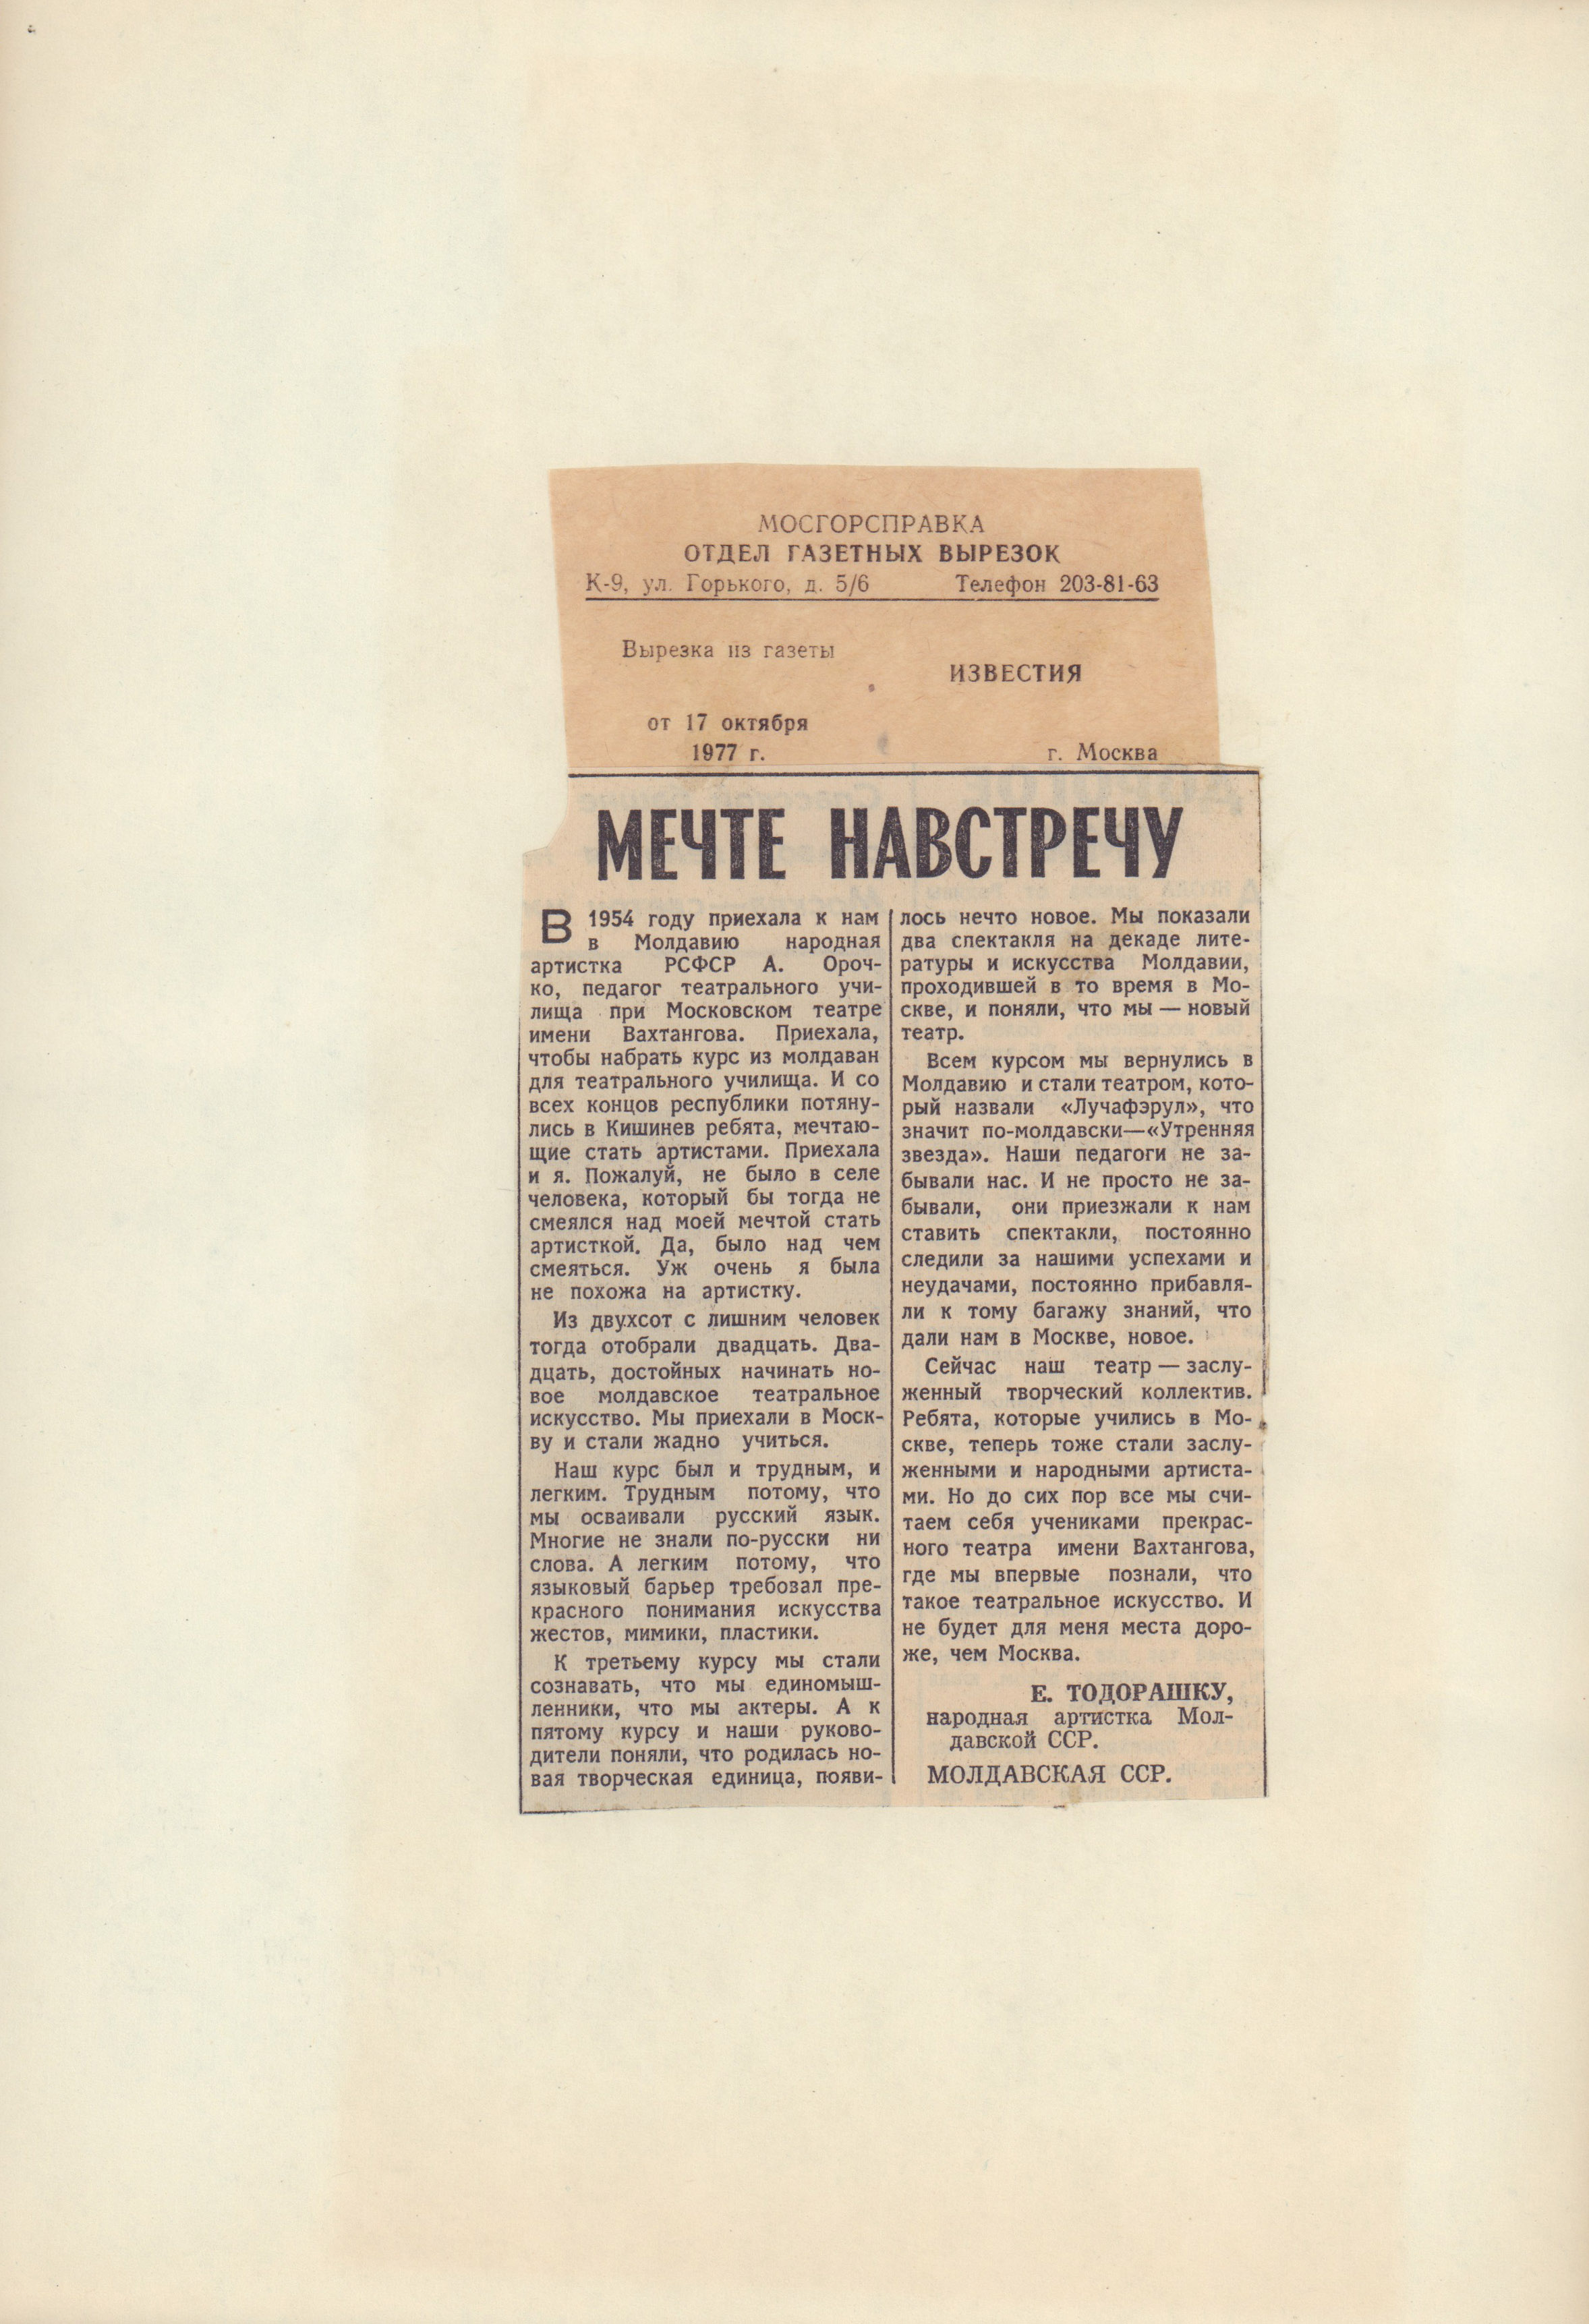 МОСГОРСПРАВКА
ОТДЕЛ ГАЗЕТНЫХ ВЫРЕЗОК
К-9, ул. Горького, д. 5/6 Телефон 203-81-63
Вырезка из газеты
ИЗВЕСТИЯ
от 17 октября
1977 г. г. Москва
МЕЧТЕ НАВСТРЕЧУ
В 1954 году приехала к нам
в Молдавию народная
артистка РСФСР А. Ороч-
ко, педагог театрального учи-
лища при Московском театре
имени Вахтангова. Приехала,
чтобы набрать курс из молдаван
для театрального училища. И со
всех концов республики потяну-
лись в Кишинев ребята, мечтаю-
щие стать артистами. Приехала
и я. Пожалуй, не было в селе
человека, который бы тогда не
смеялся над моей мечтой стать
артисткой. Да, было над чем
смеяться. Уж очень я была
не похожа на артистку.
Из двухсот с лишним человек
тогда отобрали двадцать. Два-
дцать, достойных начинать но-
вое молдавское театральное
искусство. Мы приехали в Моск-
ву и стали жадно учиться.
Наш курс был и трудным, и
легким. Трудным потому, что
мы осваивали русский язык.
Многие не знали по-русски ни
слова. А легким потому, что
языковый барьер требовал пре-
красного понимания искусства
жестов, мимики, пластики.
К третьему курсу мы стали
сознавать, что мы единомыш-
ленники, что мы актеры. А к
пятому курсу и наши руково-
дители поняли, что родилась но-
вая творческая единица, появи-
лось нечто новое. Мы показали
два спектакля на декаде лите-
ратуры и искусства Молдавии,
проходившей в то время в Мо-
скве, и поняли, что мы — новый
театр.
Всем курсом мы вернулись в
Молдавию и стали театром, кото-
рый назвали «Лучафэрул», что
значит по-молдавски—«Утренняя
звезда». Наши педагоги не за-
бывали нас. И не просто не за-
бывали, они приезжали к нам
ставить спектакли, постоянно
следили за нашими успехами и
неудачами, постоянно прибавля-
ли к тому багажу знаний, что
дали нам в Москве, новое.
Сейчас наш театр — заслу-
женный творческий коллектив.
Ребята, которые учились в Мо-
скве, теперь тоже стали заслу-
женными и народными артиста-
ми. Но до сих пор все мы счи-
таем себя учениками прекрас-
ного театра имени Вахтангова,
где мы впервые познали, что
такое театральное искусство. И
не будет для меня места доро-
же, чем Москва.
Е. ТОДОРАШКУ,
народная артистка Мол-
давской ССР.
МОЛДАВСКАЯ ССР.